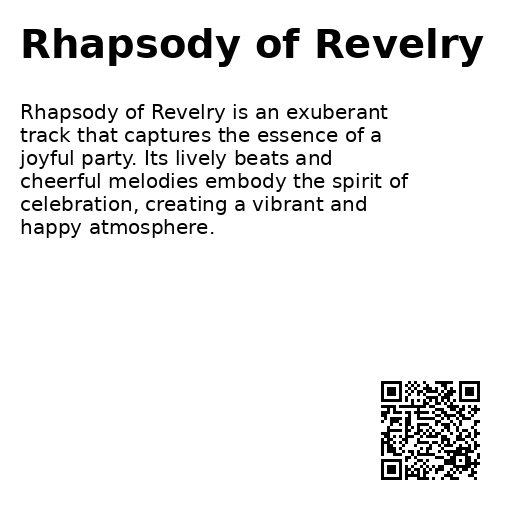 Rhapsody of Revelry
Rhapsody of Revelry is an exuberant
track that captures the essence of a
joyful party. Its lively beats and
cheerful melodies embody the spirit of
celebration, creating a vibrant and
happy atmosphere.